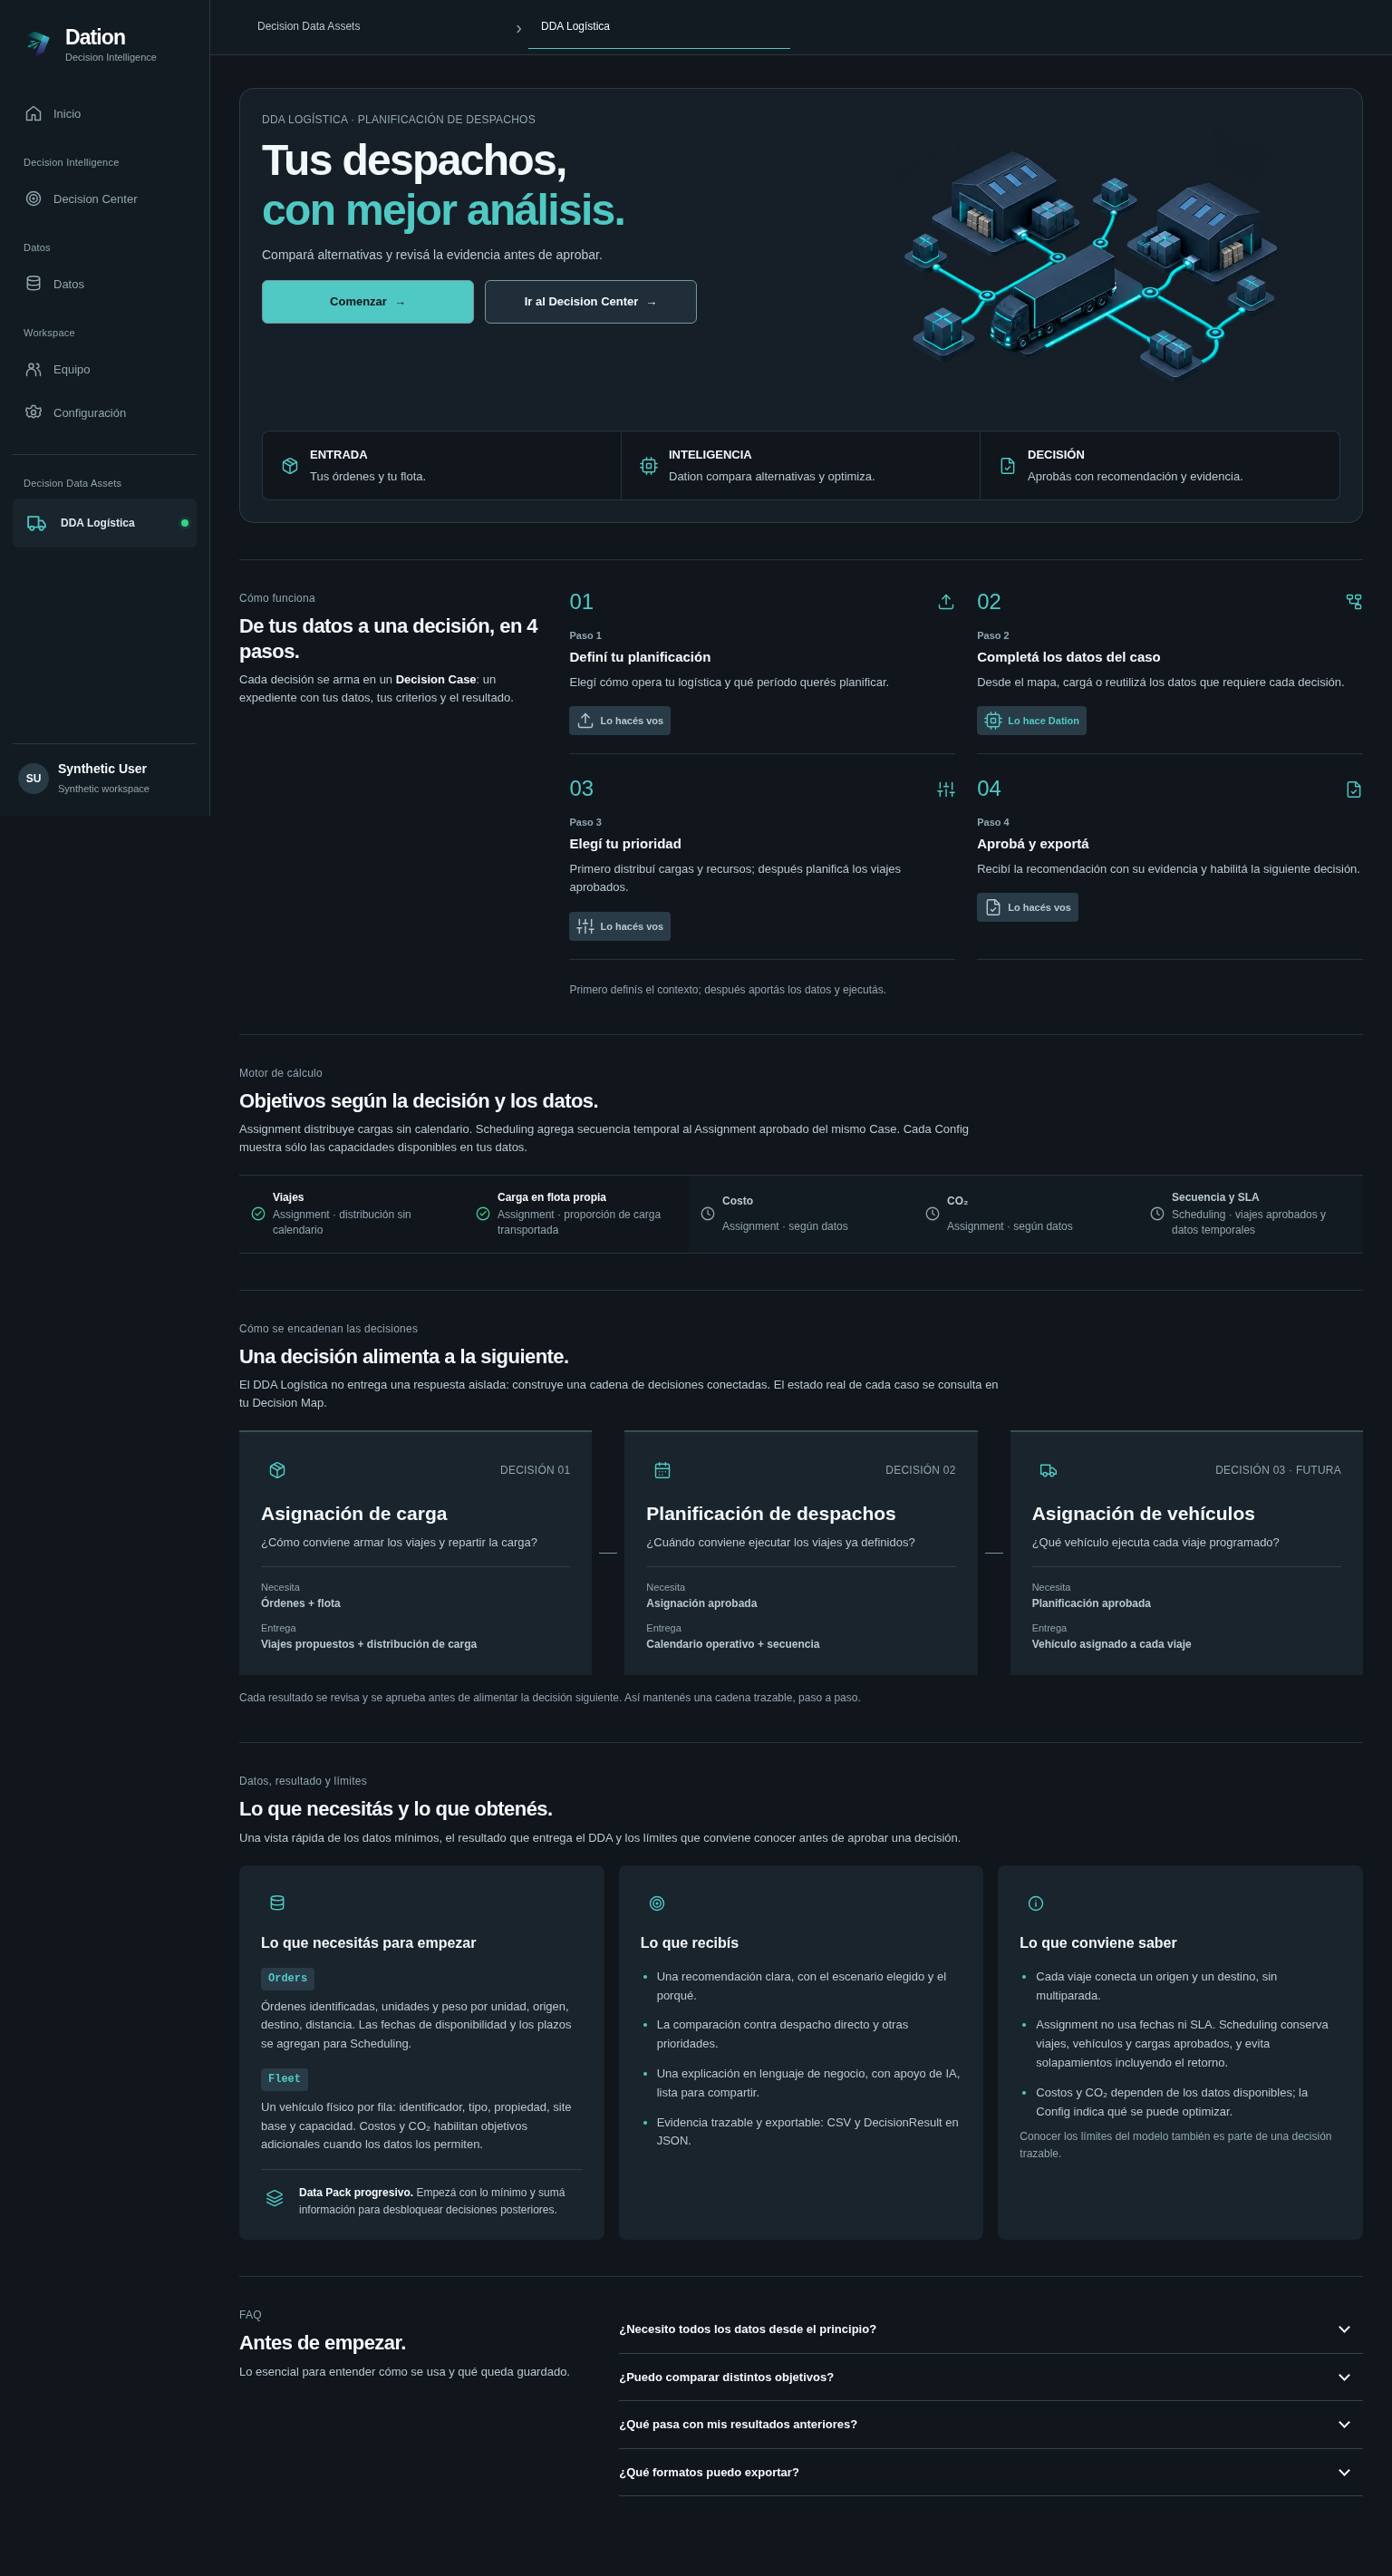 Dation
Decision Intelligence
Inicio
Decision Intelligence
Decision Center
Datos
Datos
Workspace
Equipo
Configuración
Decision Data Assets
DDA Logística
SU
Synthetic User
Synthetic workspace
Decision Data Assets
DDA Logística
DDA LOGÍSTICA · PLANIFICACIÓN DE DESPACHOS
Tus despachos,
con mejor análisis.
Compará alternativas y revisá la evidencia antes de aprobar.
Comenzar →
Ir al Decision Center →
ENTRADA
Tus órdenes y tu flota.
INTELIGENCIA
Dation compara alternativas y optimiza.
DECISIÓN
Aprobás con recomendación y evidencia.
Cómo funciona
De tus datos a una decisión, en 4
pasos.
Cada decisión se arma en un Decision Case: un
expediente con tus datos, tus criterios y el resultado.
01
Paso 1
Definí tu planificación
Elegí cómo opera tu logística y qué período querés planificar.
Lo hacés vos
02
Paso 2
Completá los datos del caso
Desde el mapa, cargá o reutilizá los datos que requiere cada decisión.
Lo hace Dation
03
Paso 3
Elegí tu prioridad
Primero distribuí cargas y recursos; después planificá los viajes
aprobados.
Lo hacés vos
04
Paso 4
Aprobá y exportá
Recibí la recomendación con su evidencia y habilitá la siguiente decisión.
Lo hacés vos
Primero definís el contexto; después aportás los datos y ejecutás.
Motor de cálculo
Objetivos según la decisión y los datos.
Assignment distribuye cargas sin calendario. Scheduling agrega secuencia temporal al Assignment aprobado del mismo Case. Cada Config
muestra sólo las capacidades disponibles en tus datos.
Viajes
Assignment · distribución sin
calendario
Carga en flota propia
Assignment · proporción de carga
transportada
Costo
Assignment · según datos
CO₂
Assignment · según datos
Secuencia y SLA
Scheduling · viajes aprobados y
datos temporales
Cómo se encadenan las decisiones
Una decisión alimenta a la siguiente.
El DDA Logística no entrega una respuesta aislada: construye una cadena de decisiones conectadas. El estado real de cada caso se consulta en
tu Decision Map.
DECISIÓN 01
Asignación de carga
¿Cómo conviene armar los viajes y repartir la carga?
Necesita
Órdenes + flota
Entrega
Viajes propuestos + distribución de carga
DECISIÓN 02
Planificación de despachos
¿Cuándo conviene ejecutar los viajes ya definidos?
Necesita
Asignación aprobada
Entrega
Calendario operativo + secuencia
DECISIÓN 03 · FUTURA
Asignación de vehículos
¿Qué vehículo ejecuta cada viaje programado?
Necesita
Planificación aprobada
Entrega
Vehículo asignado a cada viaje
Cada resultado se revisa y se aprueba antes de alimentar la decisión siguiente. Así mantenés una cadena trazable, paso a paso.
Datos, resultado y límites
Lo que necesitás y lo que obtenés.
Una vista rápida de los datos mínimos, el resultado que entrega el DDA y los límites que conviene conocer antes de aprobar una decisión.
Lo que necesitás para empezar
Orders
Órdenes identificadas, unidades y peso por unidad, origen,
destino, distancia. Las fechas de disponibilidad y los plazos
se agregan para Scheduling.
Fleet
Un vehículo físico por fila: identificador, tipo, propiedad, site
base y capacidad. Costos y CO₂ habilitan objetivos
adicionales cuando los datos los permiten.
Data Pack progresivo. Empezá con lo mínimo y sumá
información para desbloquear decisiones posteriores.
Lo que recibís
• Una recomendación clara, con el escenario elegido y el
porqué.
• La comparación contra despacho directo y otras
prioridades.
• Una explicación en lenguaje de negocio, con apoyo de IA,
lista para compartir.
• Evidencia trazable y exportable: CSV y DecisionResult en
JSON.
Lo que conviene saber
• Cada viaje conecta un origen y un destino, sin
multiparada.
• Assignment no usa fechas ni SLA. Scheduling conserva
viajes, vehículos y cargas aprobados, y evita
solapamientos incluyendo el retorno.
• Costos y CO₂ dependen de los datos disponibles; la
Config indica qué se puede optimizar.
Conocer los límites del modelo también es parte de una decisión
trazable.
FAQ
Antes de empezar.
Lo esencial para entender cómo se usa y qué queda guardado.
¿Necesito todos los datos desde el principio?
¿Puedo comparar distintos objetivos?
¿Qué pasa con mis resultados anteriores?
¿Qué formatos puedo exportar?